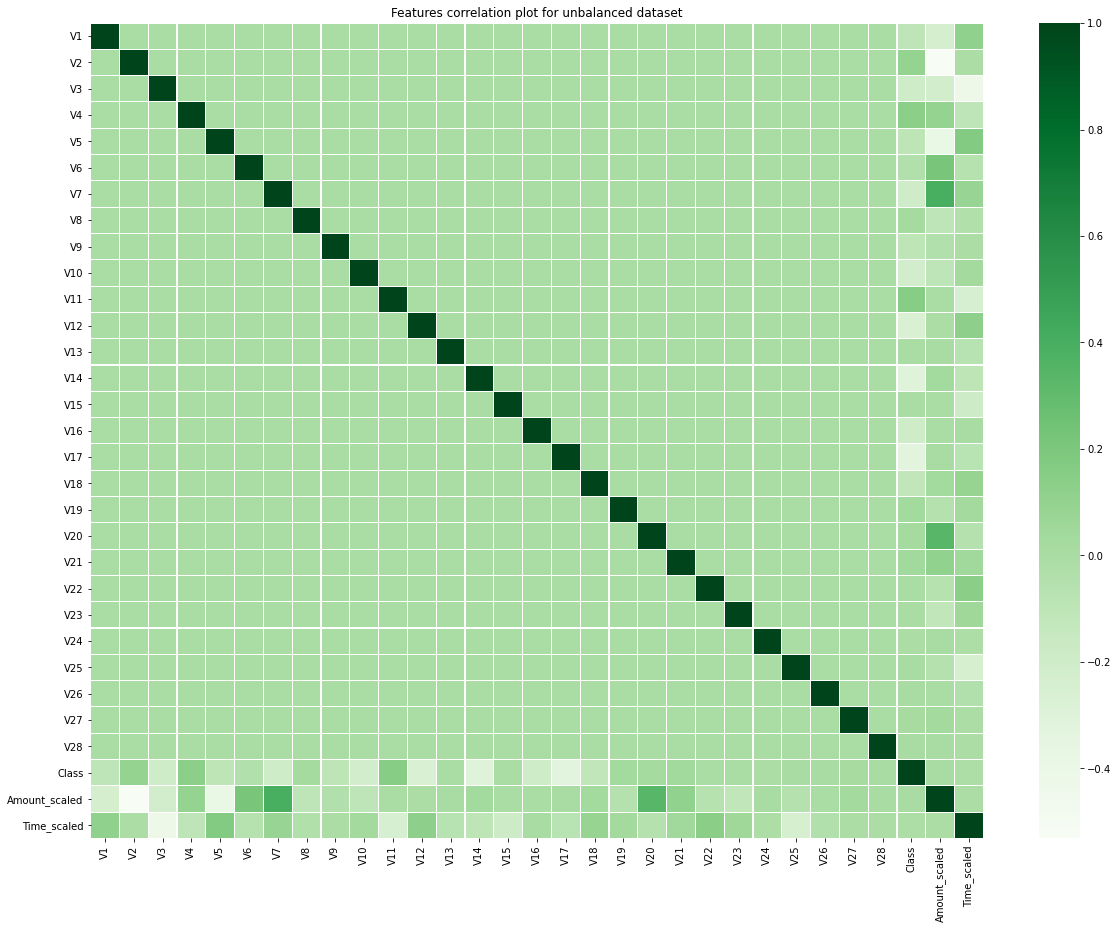 Features correlation plot for unbalanced dataset
V1
V2
V3
V4
V5
V6
V7
V8
V9
V10
V11
V12
V13
V14
V15
V16
V17
V18
V19
V20
V21
V22
V23
V24
V25
V26
V27
V28
Class
Amount_scaled
Time_scaled
V1
V2
V3
V4
V5
V6
V7
V8
V9
V10
V11
V12
V13
V14
V15
V16
V17
V18
V19
V20
V21
V22
V23
V24
V25
V26
V27
V28
Class
Amount_scaled
Time_scaled
1.0
0.8
0.6
0.4
0.2
0.0
−0.2
−0.4